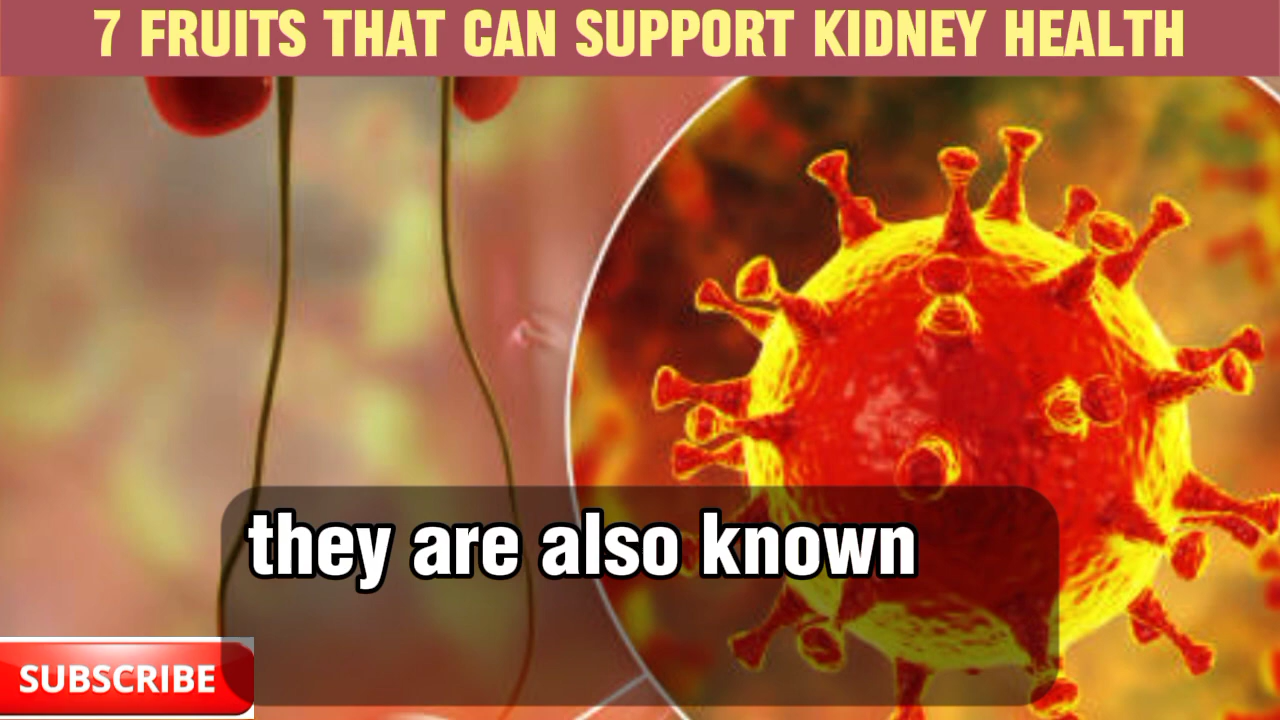 7 FRUITS THAT CAN SUPPORT KIDNEY HEALTH
they are also known
SUBSCRIBE